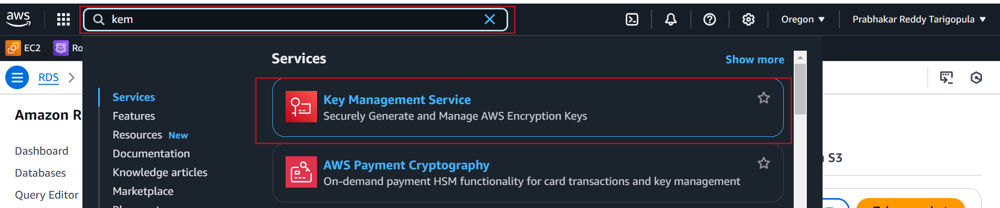 aws
kem
Oregon ▼
Prabhakar Reddy Tarigopula ▼
EC2
53
Ro
RDS
Services
Show more
Services
Features
Resources New
Documentation
Knowledge articles
Marketplace
Key Management Service
Securely Generate and Manage AWS Encryption Keys
AWS Payment Cryptography
On-demand payment HSM functionality for card transactions and key management
Amazon R
Dashboard
Databases
Query Editor
S3